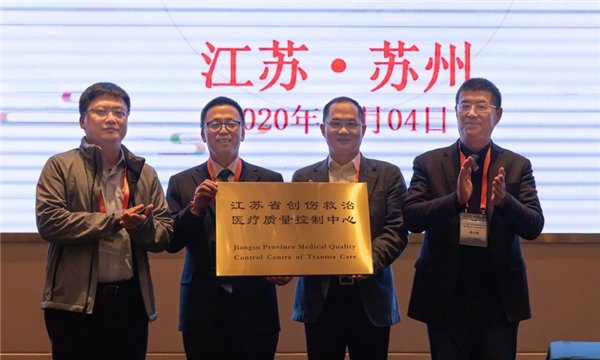 江苏·苏州
2020年 月04日
江苏省创伤救治
医疗质量控制中心
Jiangsu Province Medical Quality
Control Centre of Trauma Care